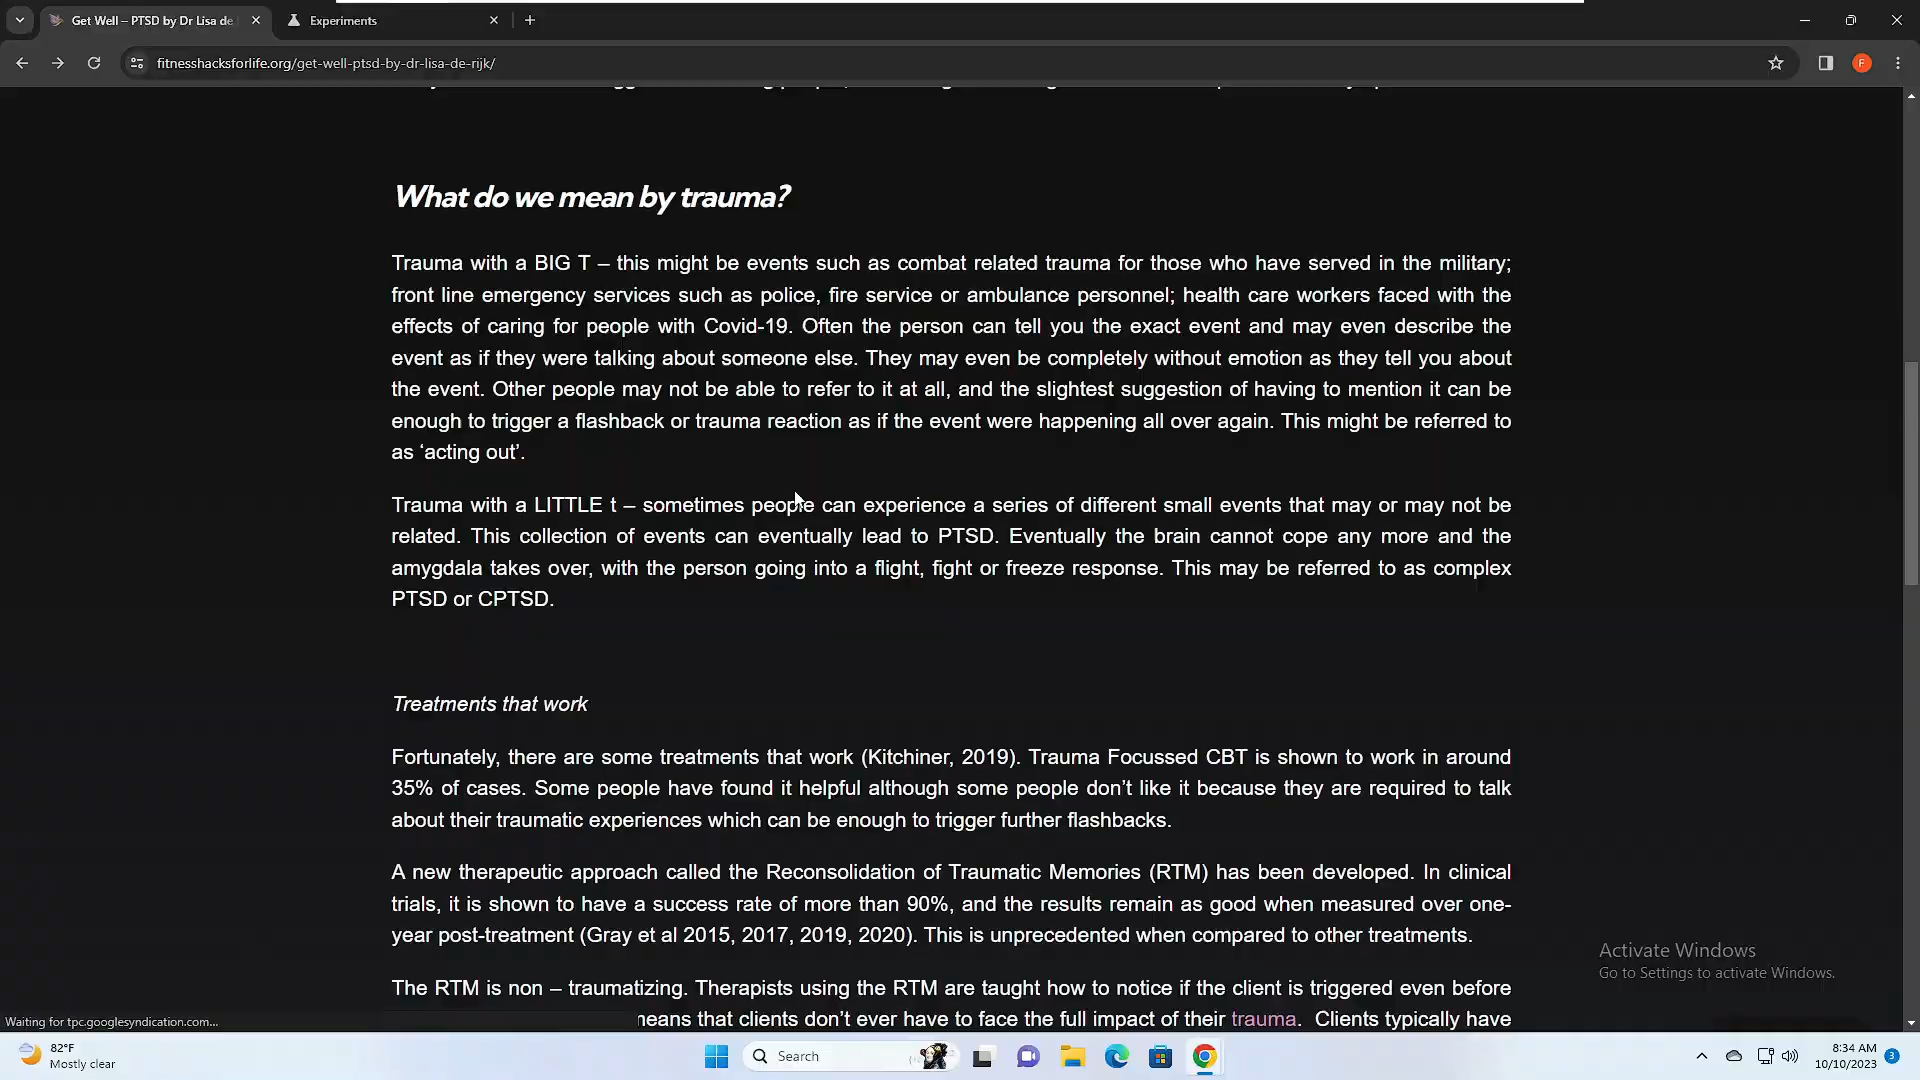 Get Well – PTSD by Dr Lisa de
Experiments
fitnesshacksforlife.org/get-well-ptsd-by-dr-lisa-de-rijk/
F
What do we mean by trauma?
Trauma with a BIG T – this might be events such as combat related trauma for those who have served in the military;
front line emergency services such as police, fire service or ambulance personnel; health care workers faced with the
effects of caring for people with Covid-19. Often the person can tell you the exact event and may even describe the
event as if they were talking about someone else. They may even be completely without emotion as they tell you about
the event. Other people may not be able to refer to it at all, and the slightest suggestion of having to mention it can be
enough to trigger a flashback or trauma reaction as if the event were happening all over again. This might be referred to
as ‘acting out’.
Trauma with a LITTLE t – sometimes people can experience a series of different small events that may or may not be
related. This collection of events can eventually lead to PTSD. Eventually the brain cannot cope any more and the
amygdala takes over, with the person going into a flight, fight or freeze response. This may be referred to as complex
PTSD or CPTSD.
Treatments that work
Fortunately, there are some treatments that work (Kitchiner, 2019). Trauma Focussed CBT is shown to work in around
35% of cases. Some people have found it helpful although some people don’t like it because they are required to talk
about their traumatic experiences which can be enough to trigger further flashbacks.
A new therapeutic approach called the Reconsolidation of Traumatic Memories (RTM) has been developed. In clinical
trials, it is shown to have a success rate of more than 90%, and the results remain as good when measured over one-
year post-treatment (Gray et al 2015, 2017, 2019, 2020). This is unprecedented when compared to other treatments.
The RTM is non – traumatizing. Therapists using the RTM are taught how to notice if the client is triggered even before
means that clients don’t ever have to face the full impact of their trauma. Clients typically have
Activate Windows
Go to Settings to activate Windows.
Waiting for tpc.googlesyndication.com...
82°F
Mostly clear
Search
8:34 AM
10/10/2023
3